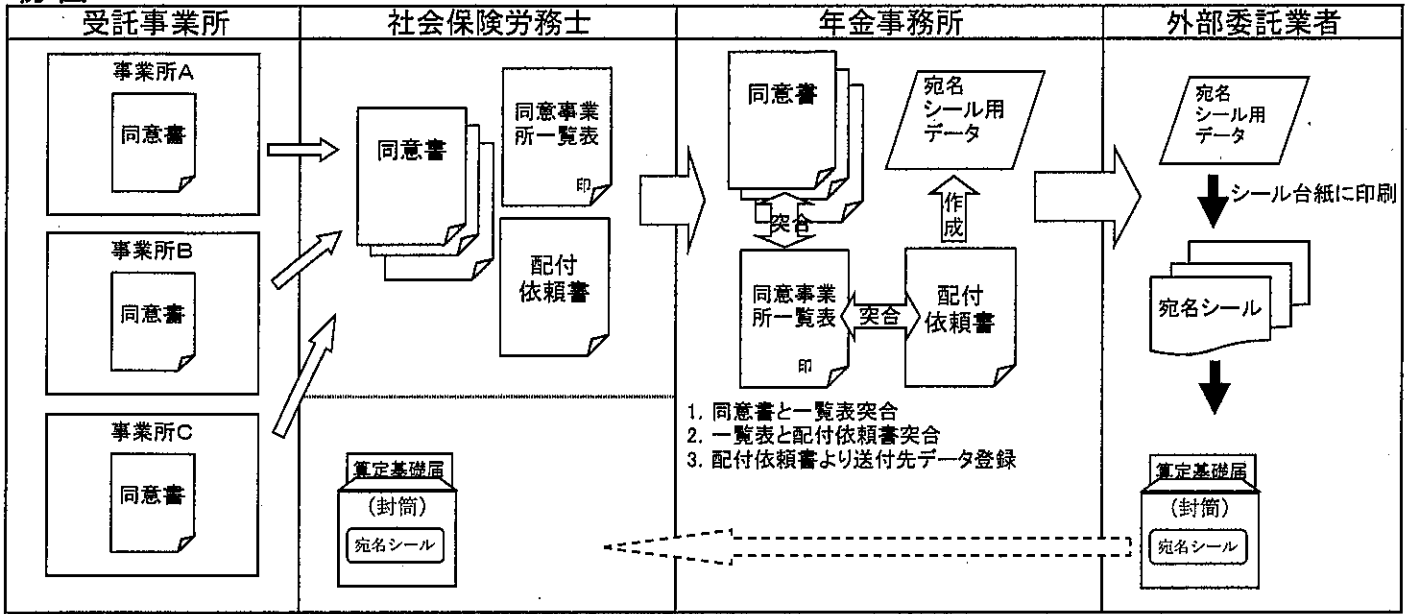 受託事業所
社会保険労務士
年金事務所
外部委託業者
事業所A
同意書
事業所B
同意書
事業所C
同意書
同意書
同意事業
所一覧表
印
配付
依頼書
算定基礎届
(封筒)
宛名シール
同意書
宛名
シール用
データ
突合
作
成
同意事業
所一覧表
印
突合
配付
依頼書
1. 同意書と一覧表突合
2. 一覧表と配付依頼書突合
3. 配付依頼書より送付先データ登録
宛名
シール用
データ
シール台紙に印刷
宛名シール
算定基礎届
(封筒)
宛名シール